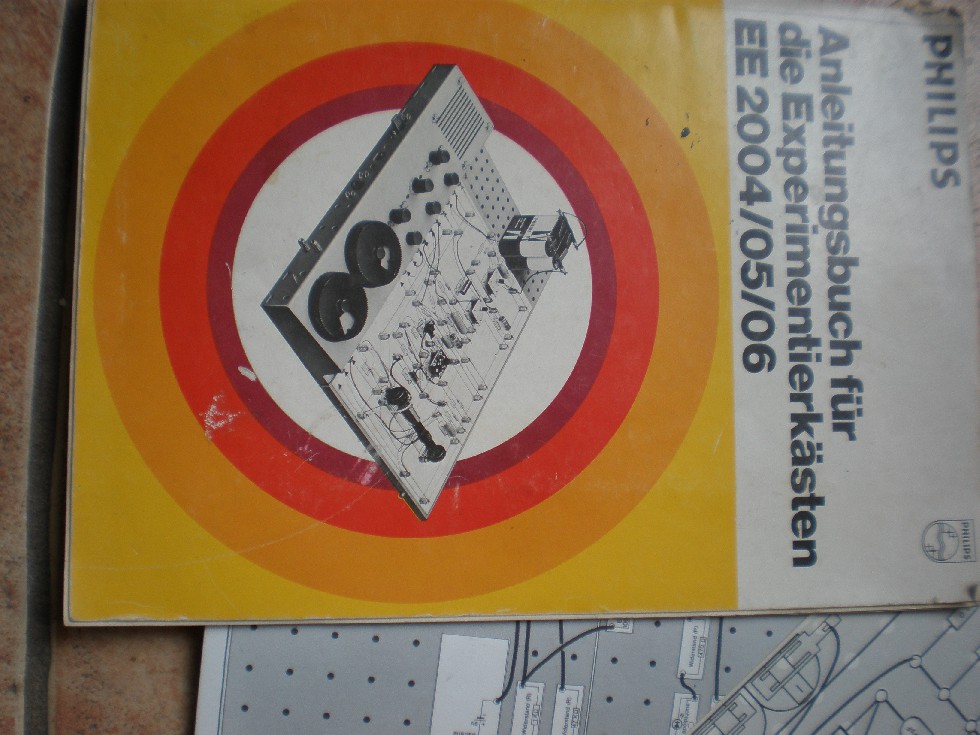 PHILIPS
Anleitungsbuch für
die Experimentierkästen
EE 2004/05/06
PHILIPS